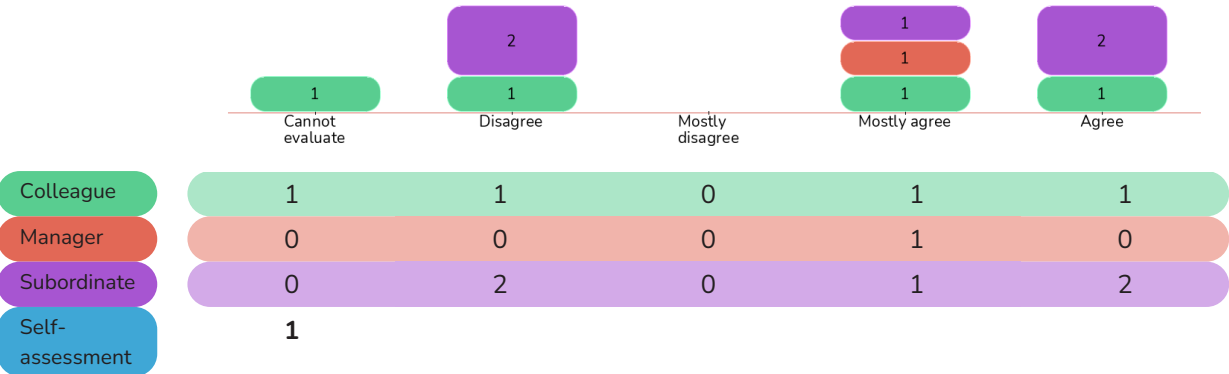 1
2 2 1
1 1 1 1 1
Cannot evaluate Disagree Mostly disagree Mostly agree Agree
Colleague 1 1 0 1 1
Manager 0 0 0 1 0
Subordinate 0 2 0 1 2
Self-
assessment 1